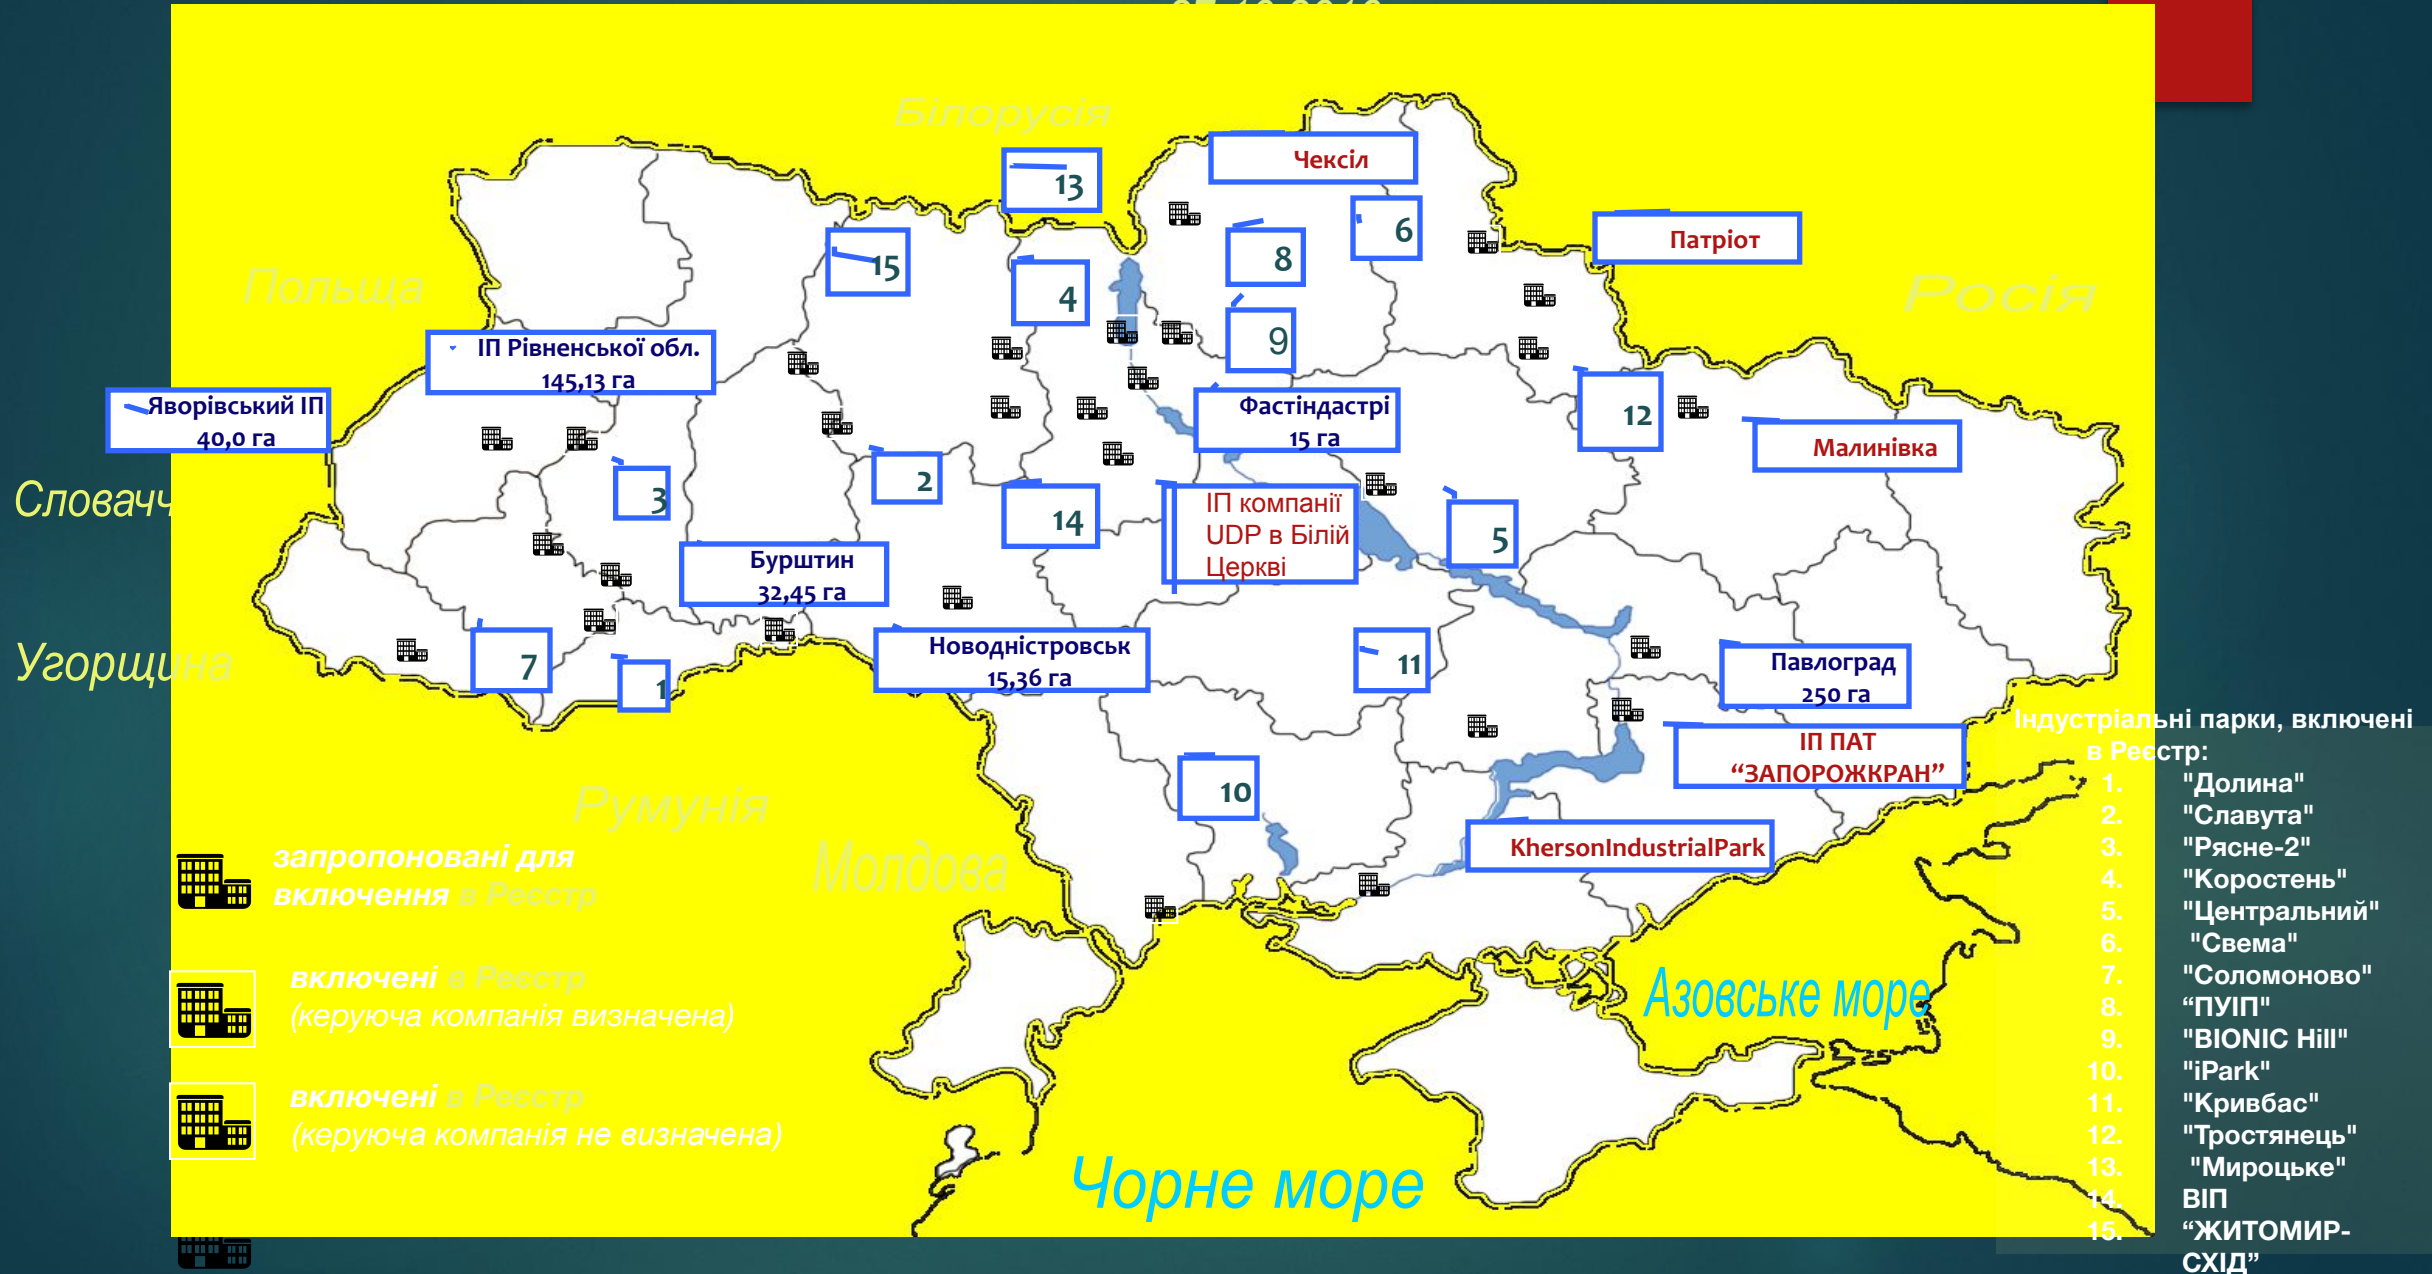 Білорусія
Чексіл
13
6
Патріот
8
15
4
Польща
Росія
9
ІП Рівненської обл.
145,13 га
Яворівський ІП
40,0 га
Фастіндастрі
15 га
12
Малинівка
2
3
Словачч
14
ІП компанії
UDP в Білій
Церкві
5
Бурштин
32,45 га
Угорщина
7
1
Новодністровськ
15,36 га
11
Павлоград
250 га
ІП ПАТ
“ЗАПОРОЖКРАН”
10
KhersonIndustrialPark
Румунія
Молдова
запропоновані для
включення в Реєстр
включені в Реєстр
(керуюча компанія визначена)
включені в Реєстр
(керуюча компанія не визначена)
Азовське море
Чорне море
Індустріальні парки, включені
в Реєстр:
1. "Долина"
2. "Славута"
3. "Рясне-2"
4. "Коростень"
5. "Центральний"
6. "Свема"
7. "Соломоново"
8. “ПУІП"
9. "BIONIC Hill"
10. "iPark"
11. "Кривбас"
12. "Тростянець"
13. "Мироцьке"
14. ВІП
15. “ЖИТОМИР-
СХІД”